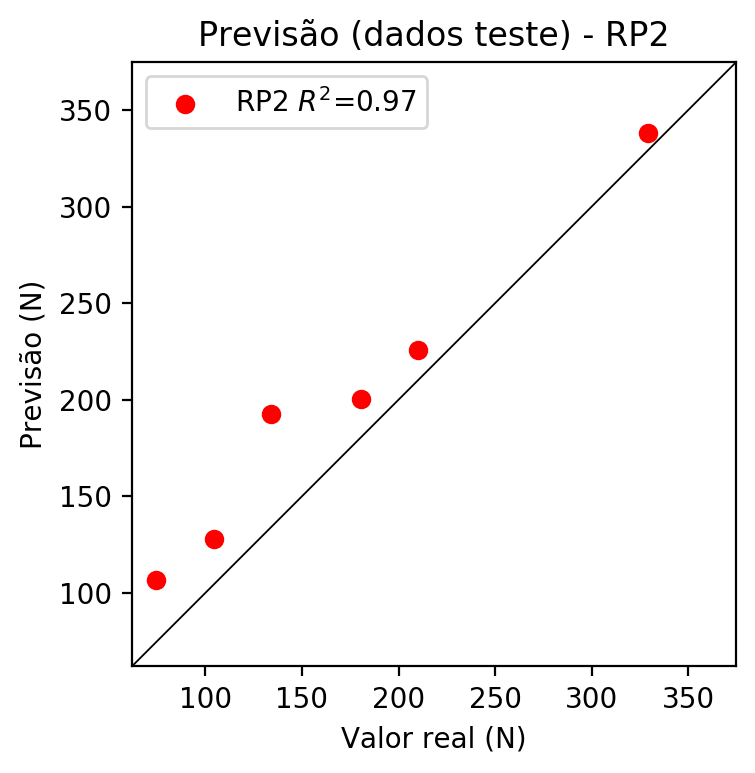 Previsão (dados teste) - RP2
RP2 R²=0.97
350
300
250
200
150
100
Previsão (N)
100 150 200 250 300 350
Valor real (N)